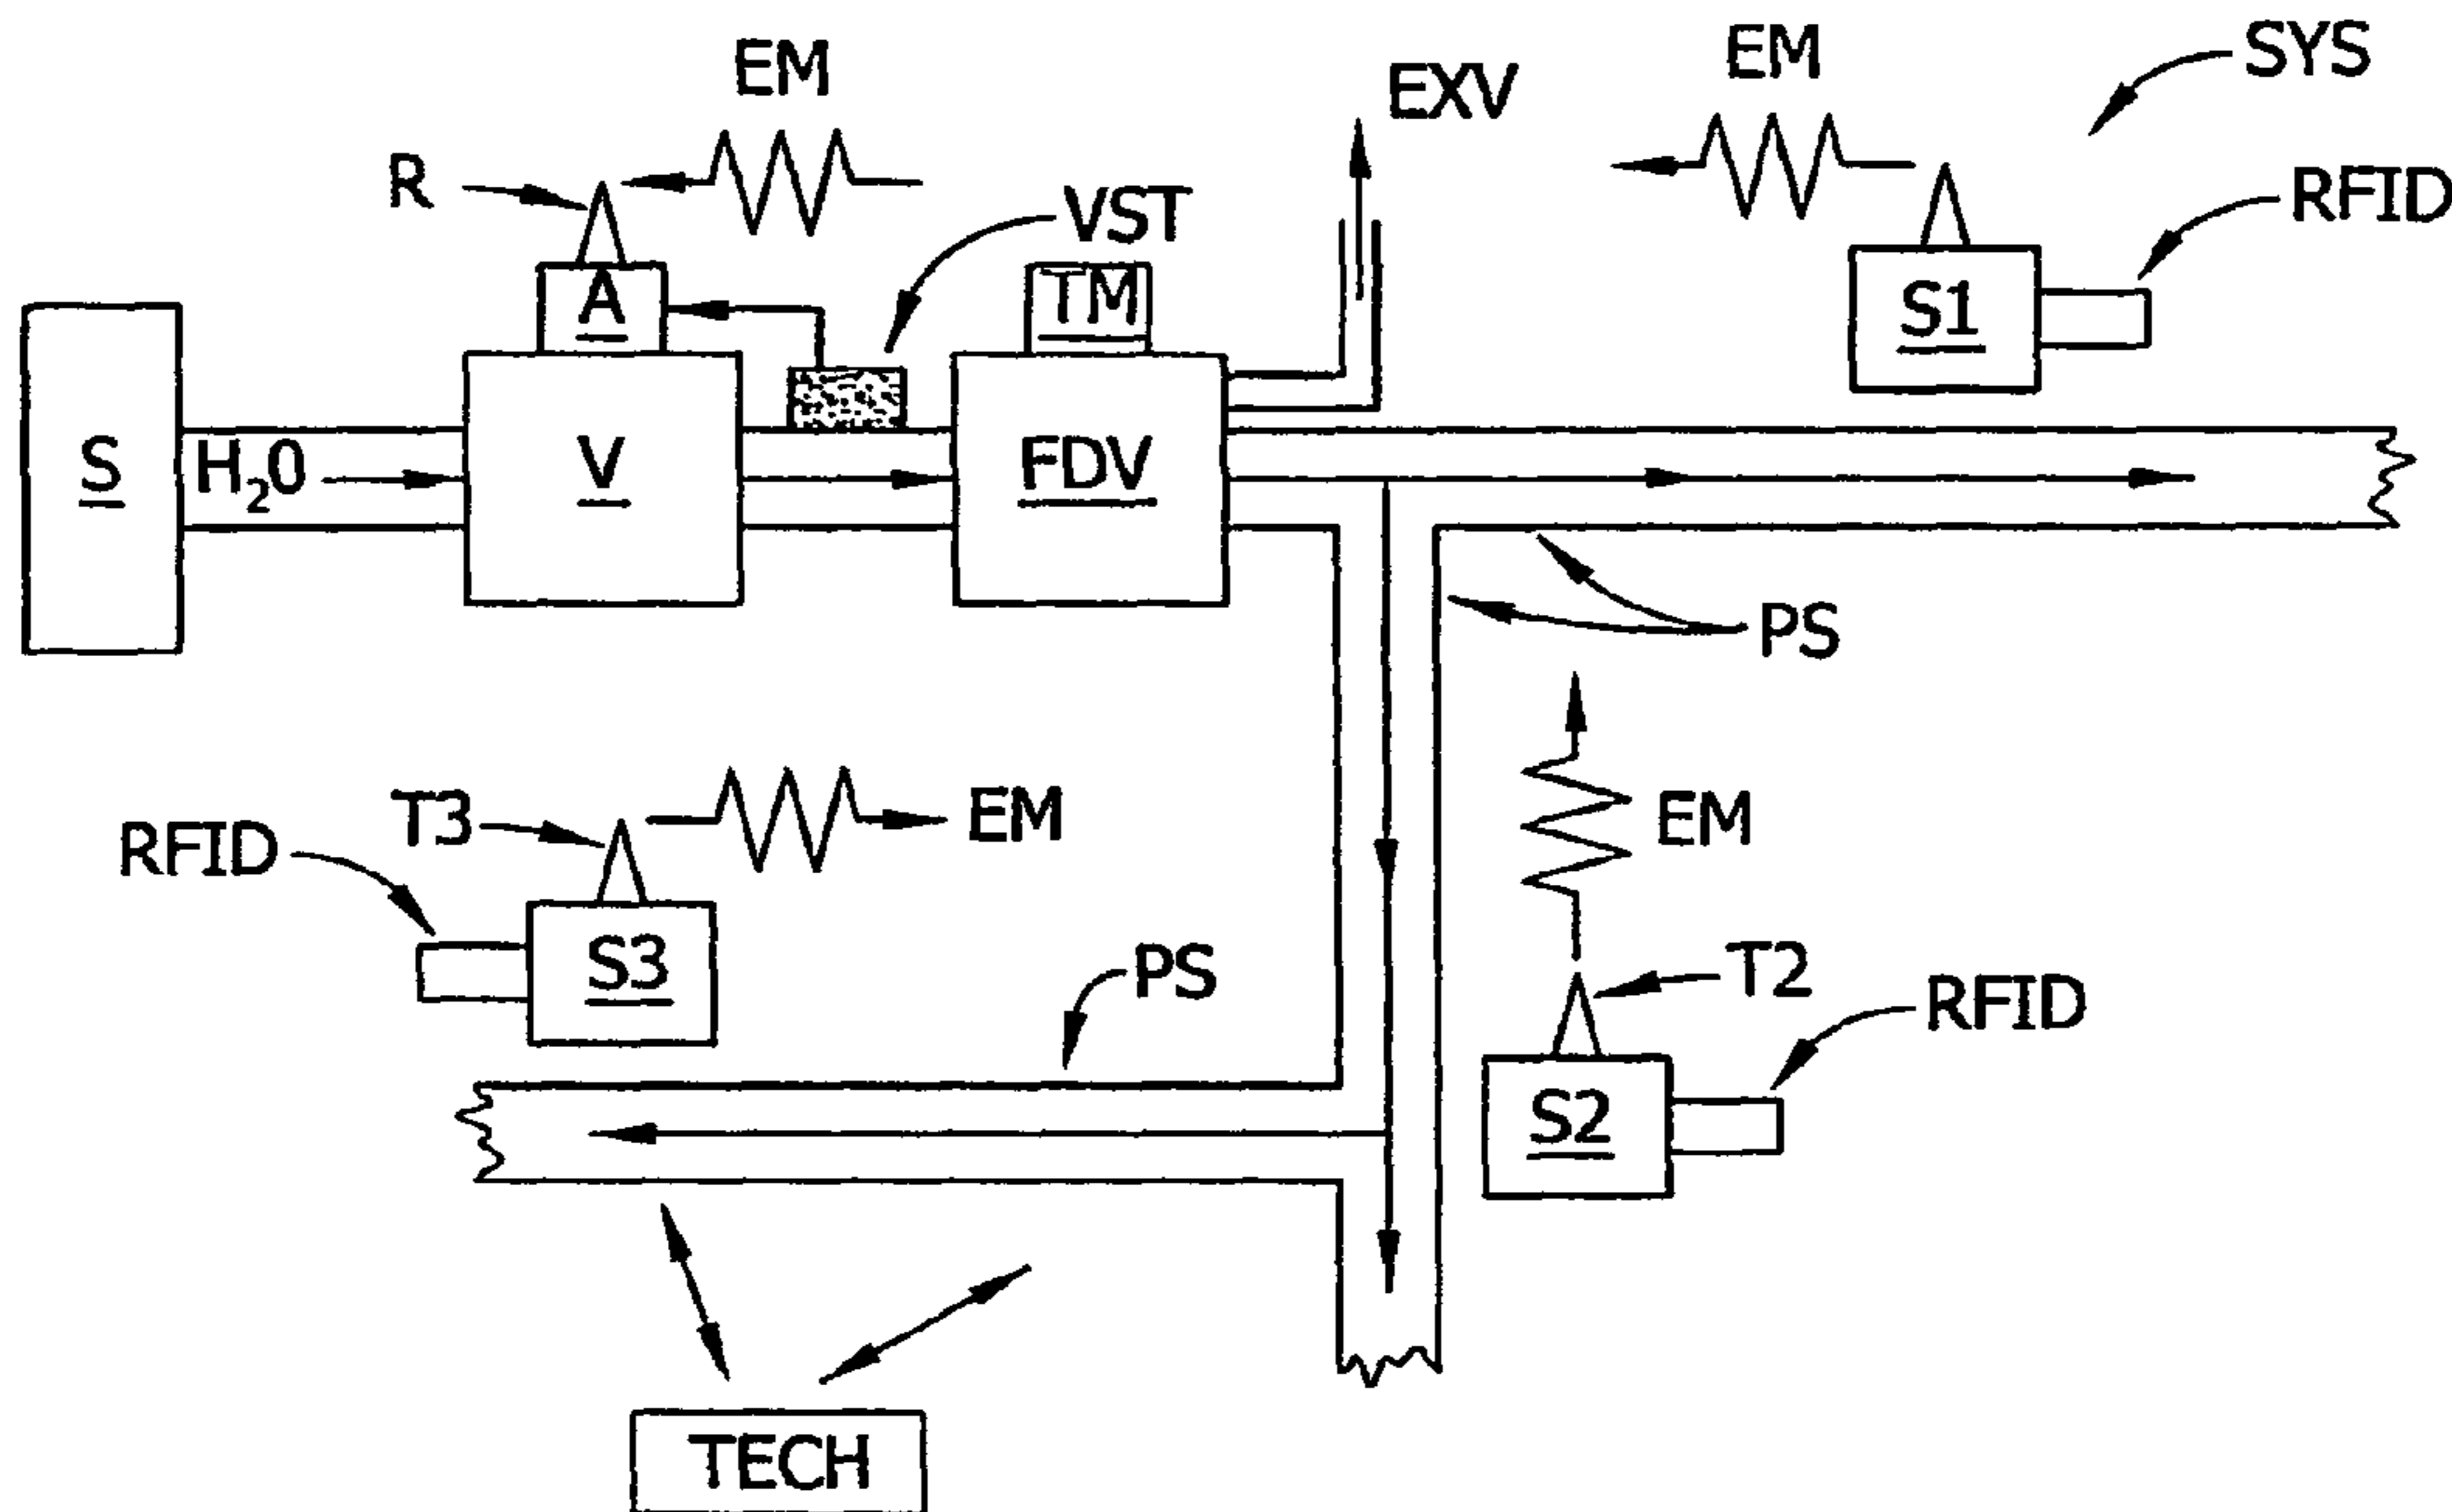 EM
EM
SYS
EXV
R
VST
RFID
A
TM
S1
S
H₂O
V
FDV
PS
T3
EM
EM
RFID
S3
PS
T2
RFID
S2
TECH